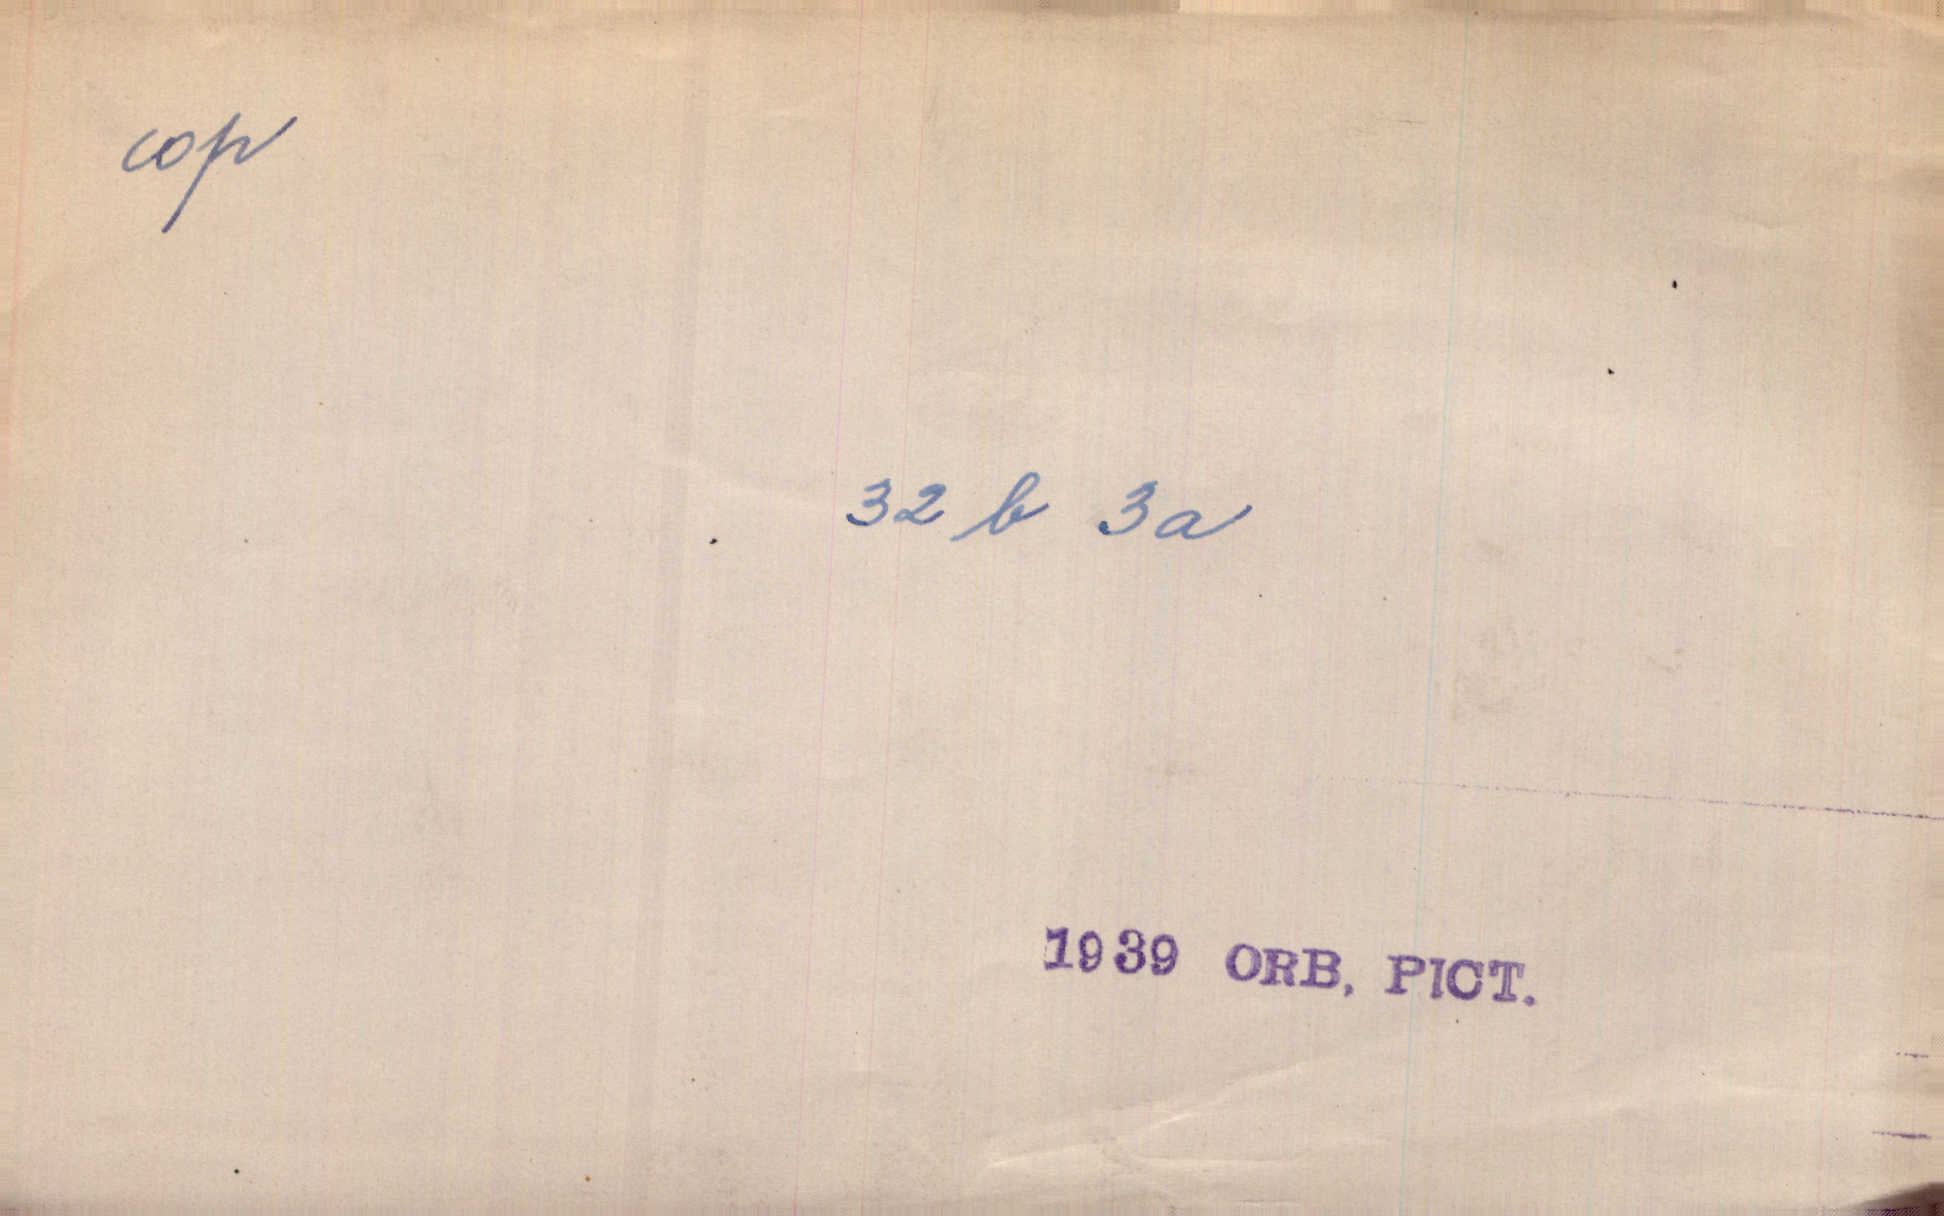 cop
32 b 3a
1939 ORB. PICT.